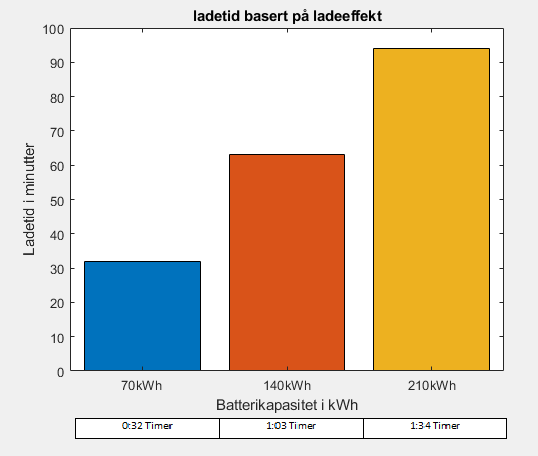 ladetid basert på ladeeffekt
100
90
80
70
60
50
40
30
20
10
0
Ladetid i minutter
70kWh 140kWh 210kWh
Batterikapasitet i kWh
0:32 Timer 1:03 Timer 1:34 Timer